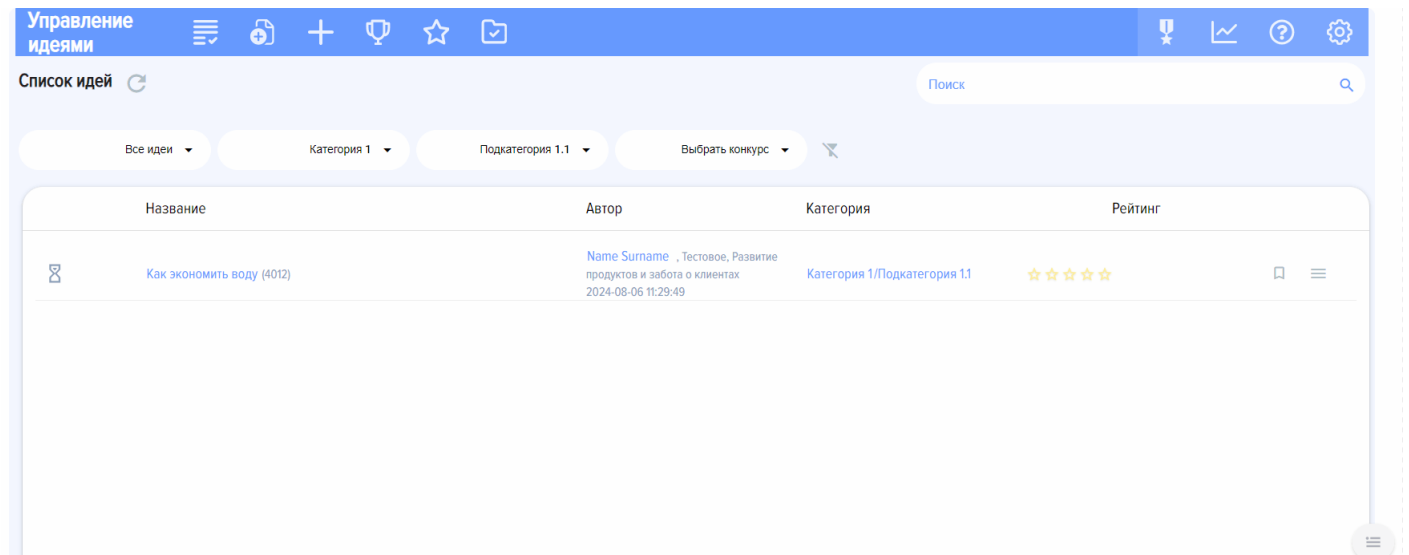 Управление
идеями
Список идей
Поиск
Все идеи
Категория 1
Подкатегория 1.1
Выбрать конкурс
Название Автор Категория Рейтинг
Как экономить воду (4012)
Name Surname , Тестовое, Развитие
продуктов и забота о клиентах
2024-08-06 11:29:49
Категория 1/Подкатегория 1.1